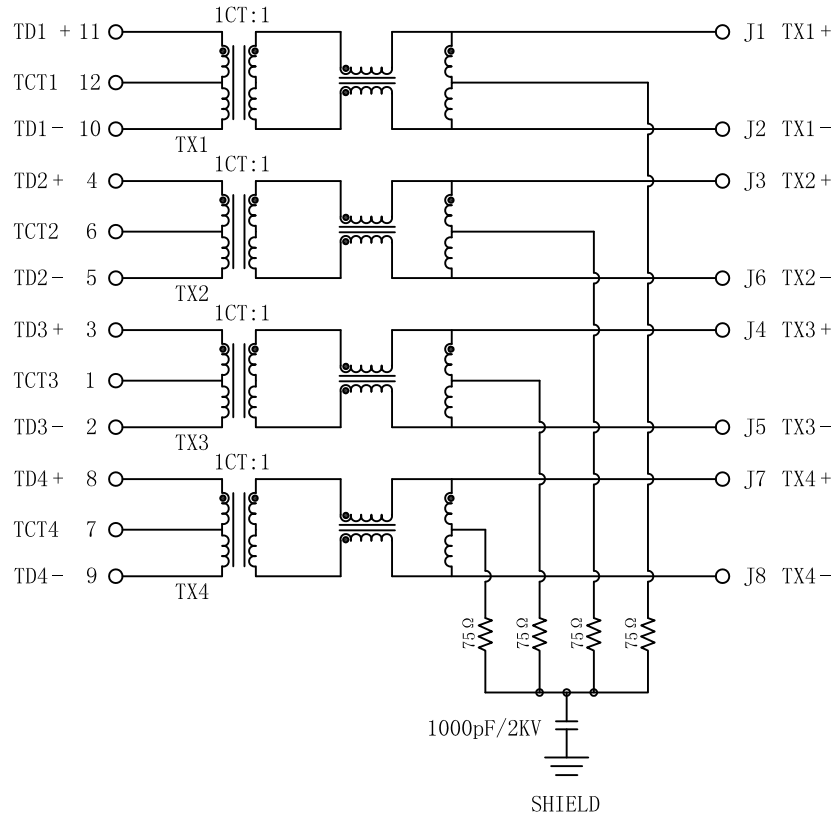 1CT:1
TD1 + 11 J1 TX1+
TCT1 12
TD1- 10 J2 TX1-
TX1
1CT:1
TD2+ 4 J3 TX2+
TCT2 6
TD2- 5 J6 TX2-
TX2
1CT:1
TD3+ 3 J4 TX3+
TCT3 1
TD3- 2 J5 TX3-
TX3
1CT:1
TD4+ 8 J7 TX4+
TCT4 7
TD4- 9 J8 TX4-
TX4
75Ω 75Ω 75Ω 75Ω
1000pF/2KV
SHIELD